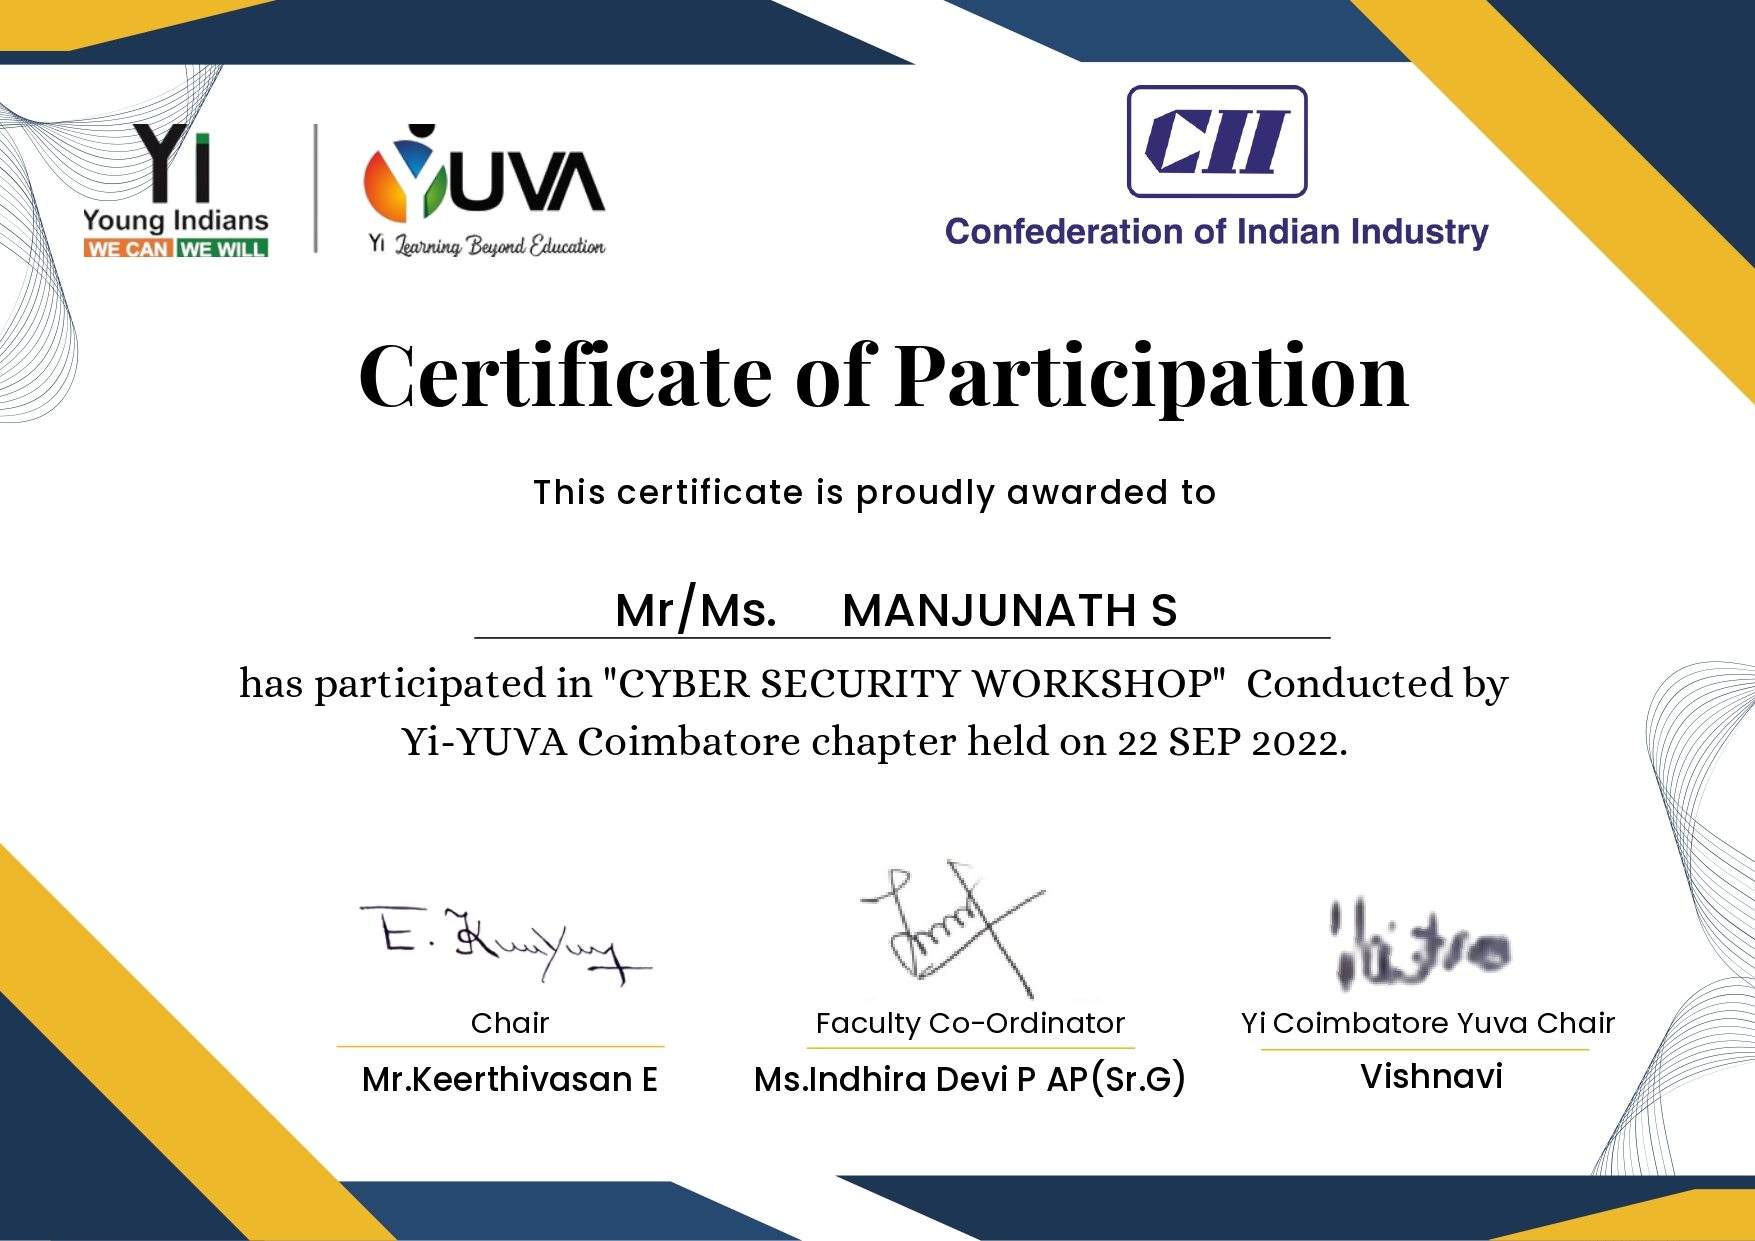 Yi
Young Indians
WE CAN WE WILL
YUVA
Yi Learning Beyond Education
CII
Confederation of Indian Industry
Certificate of Participation
This certificate is proudly awarded to
Mr/Ms. MANJUNATH S
has participated in "CYBER SECURITY WORKSHOP" Conducted by
Yi-YUVA Coimbatore chapter held on 22 SEP 2022.
E.
Chair
Mr.Keerthivasan E
Faculty Co-Ordinator
Ms.Indhira Devi P AP(Sr.G)
Yi Coimbatore Yuva Chair
Vishnavi